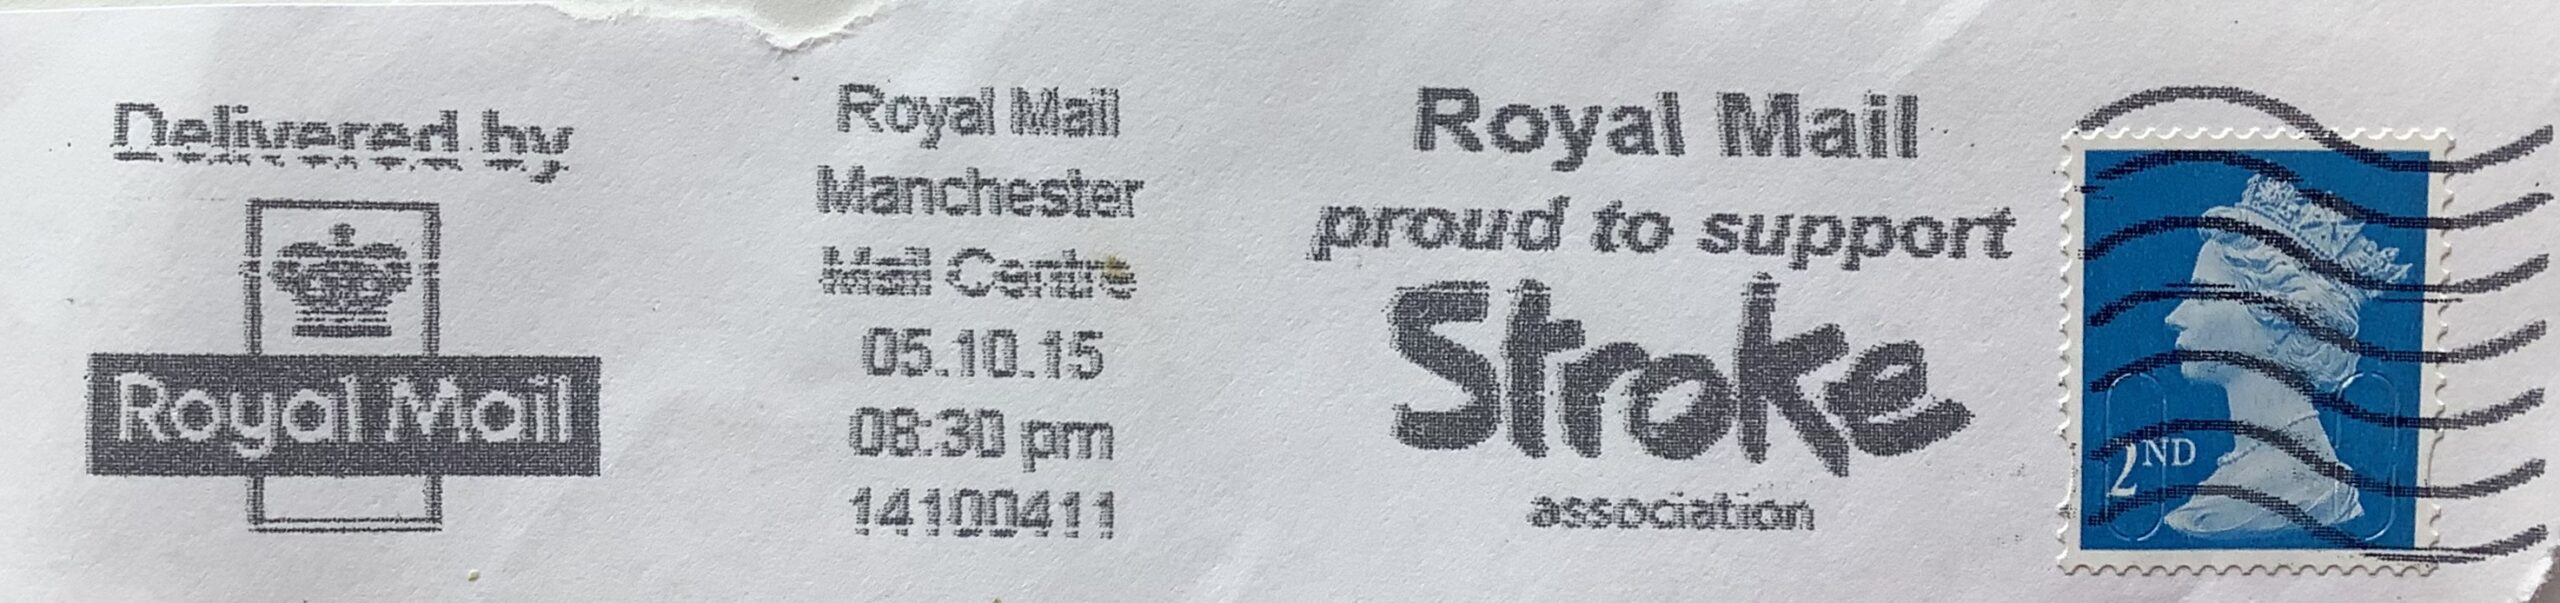 Delivered by
Royal Mail
Royal Mail
Manchester
Mail Centre
05.10.15
08:30 pm
14100411
Royal Mail
proud to support
Stroke
association
2ND